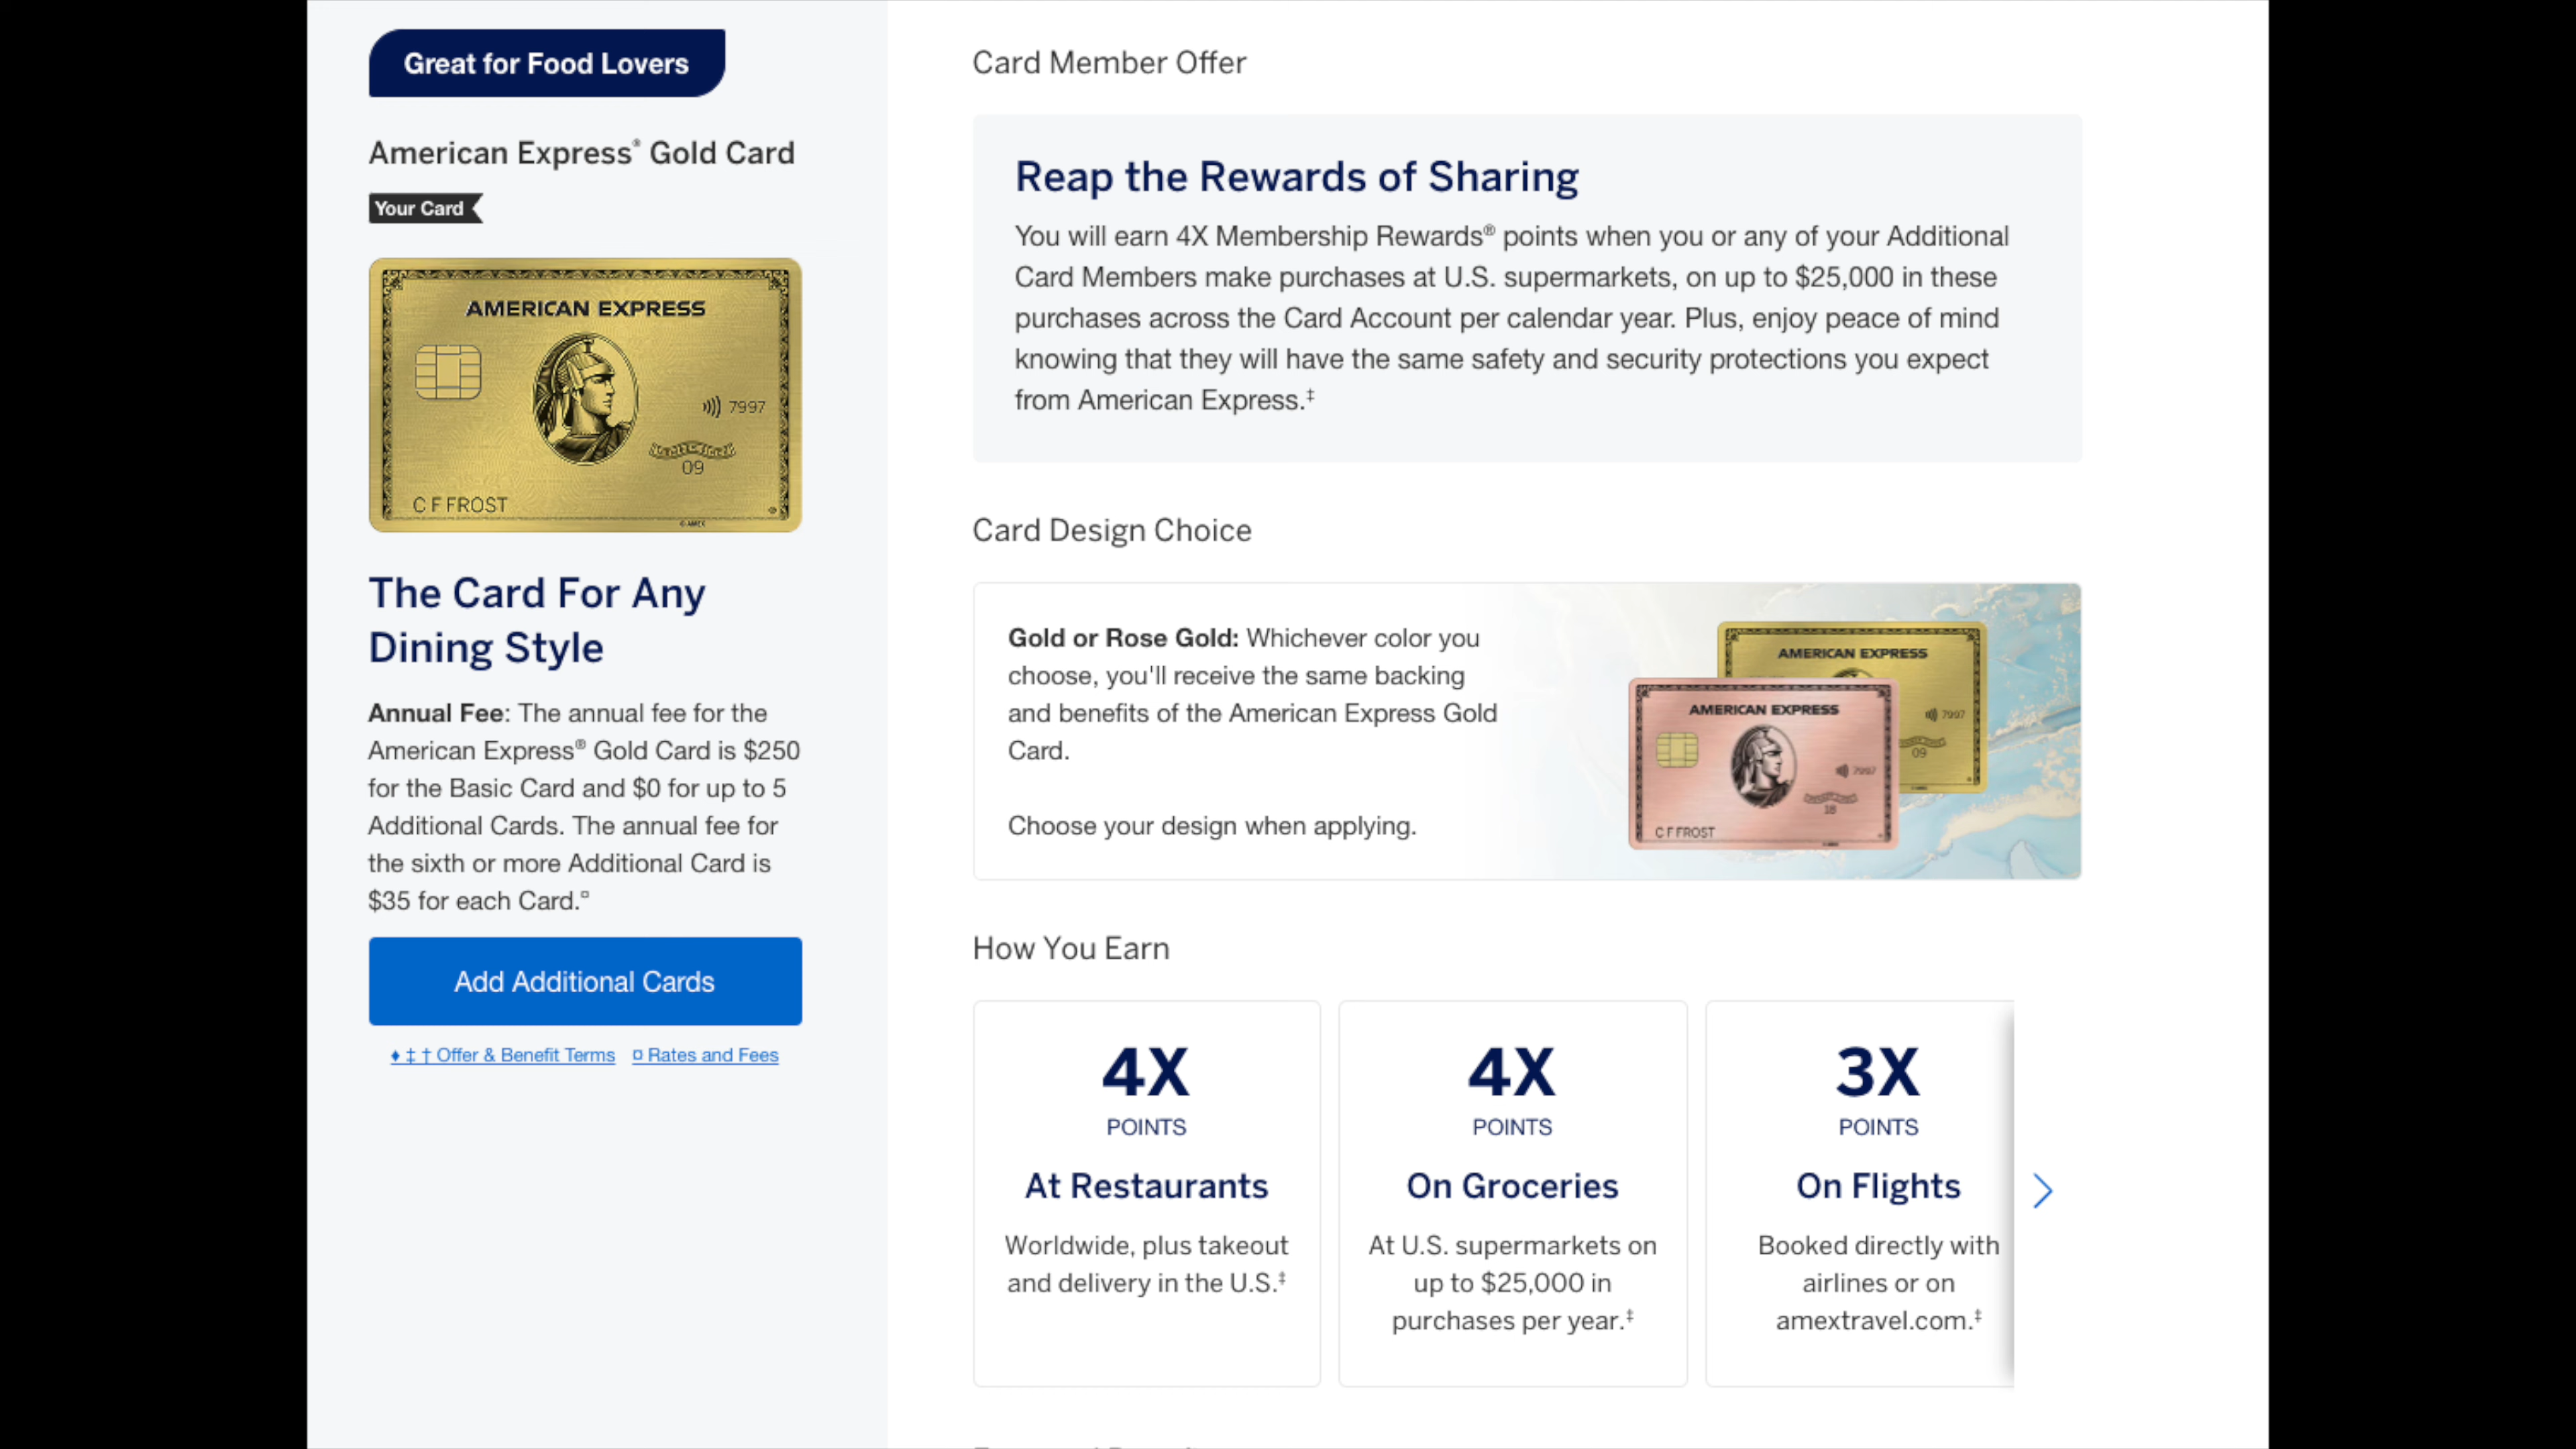 Great for Food Lovers
American Express® Gold Card
Your Card
AMERICAN EXPRESS
7997
09
C F FROST
© AMEX
The Card For Any
Dining Style
Annual Fee: The annual fee for the
American Express® Gold Card is $250
for the Basic Card and $0 for up to 5
Additional Cards. The annual fee for
the sixth or more Additional Card is
$35 for each Card.¤
Add Additional Cards
♦ ‡ † Offer & Benefit Terms ¤ Rates and Fees
Card Member Offer
Reap the Rewards of Sharing
You will earn 4X Membership Rewards® points when you or any of your Additional
Card Members make purchases at U.S. supermarkets, on up to $25,000 in these
purchases across the Card Account per calendar year. Plus, enjoy peace of mind
knowing that they will have the same safety and security protections you expect
from American Express.‡
Card Design Choice
Gold or Rose Gold: Whichever color you
choose, you'll receive the same backing
and benefits of the American Express Gold
Card.
Choose your design when applying.
AMERICAN EXPRESS
7997
09
AMERICAN EXPRESS
7997
18
C F FROST
How You Earn
4X
POINTS
At Restaurants
Worldwide, plus takeout
and delivery in the U.S.‡
4X
POINTS
On Groceries
At U.S. supermarkets on
up to $25,000 in
purchases per year.‡
3X
POINTS
On Flights
Booked directly with
airlines or on
amextravel.com.‡